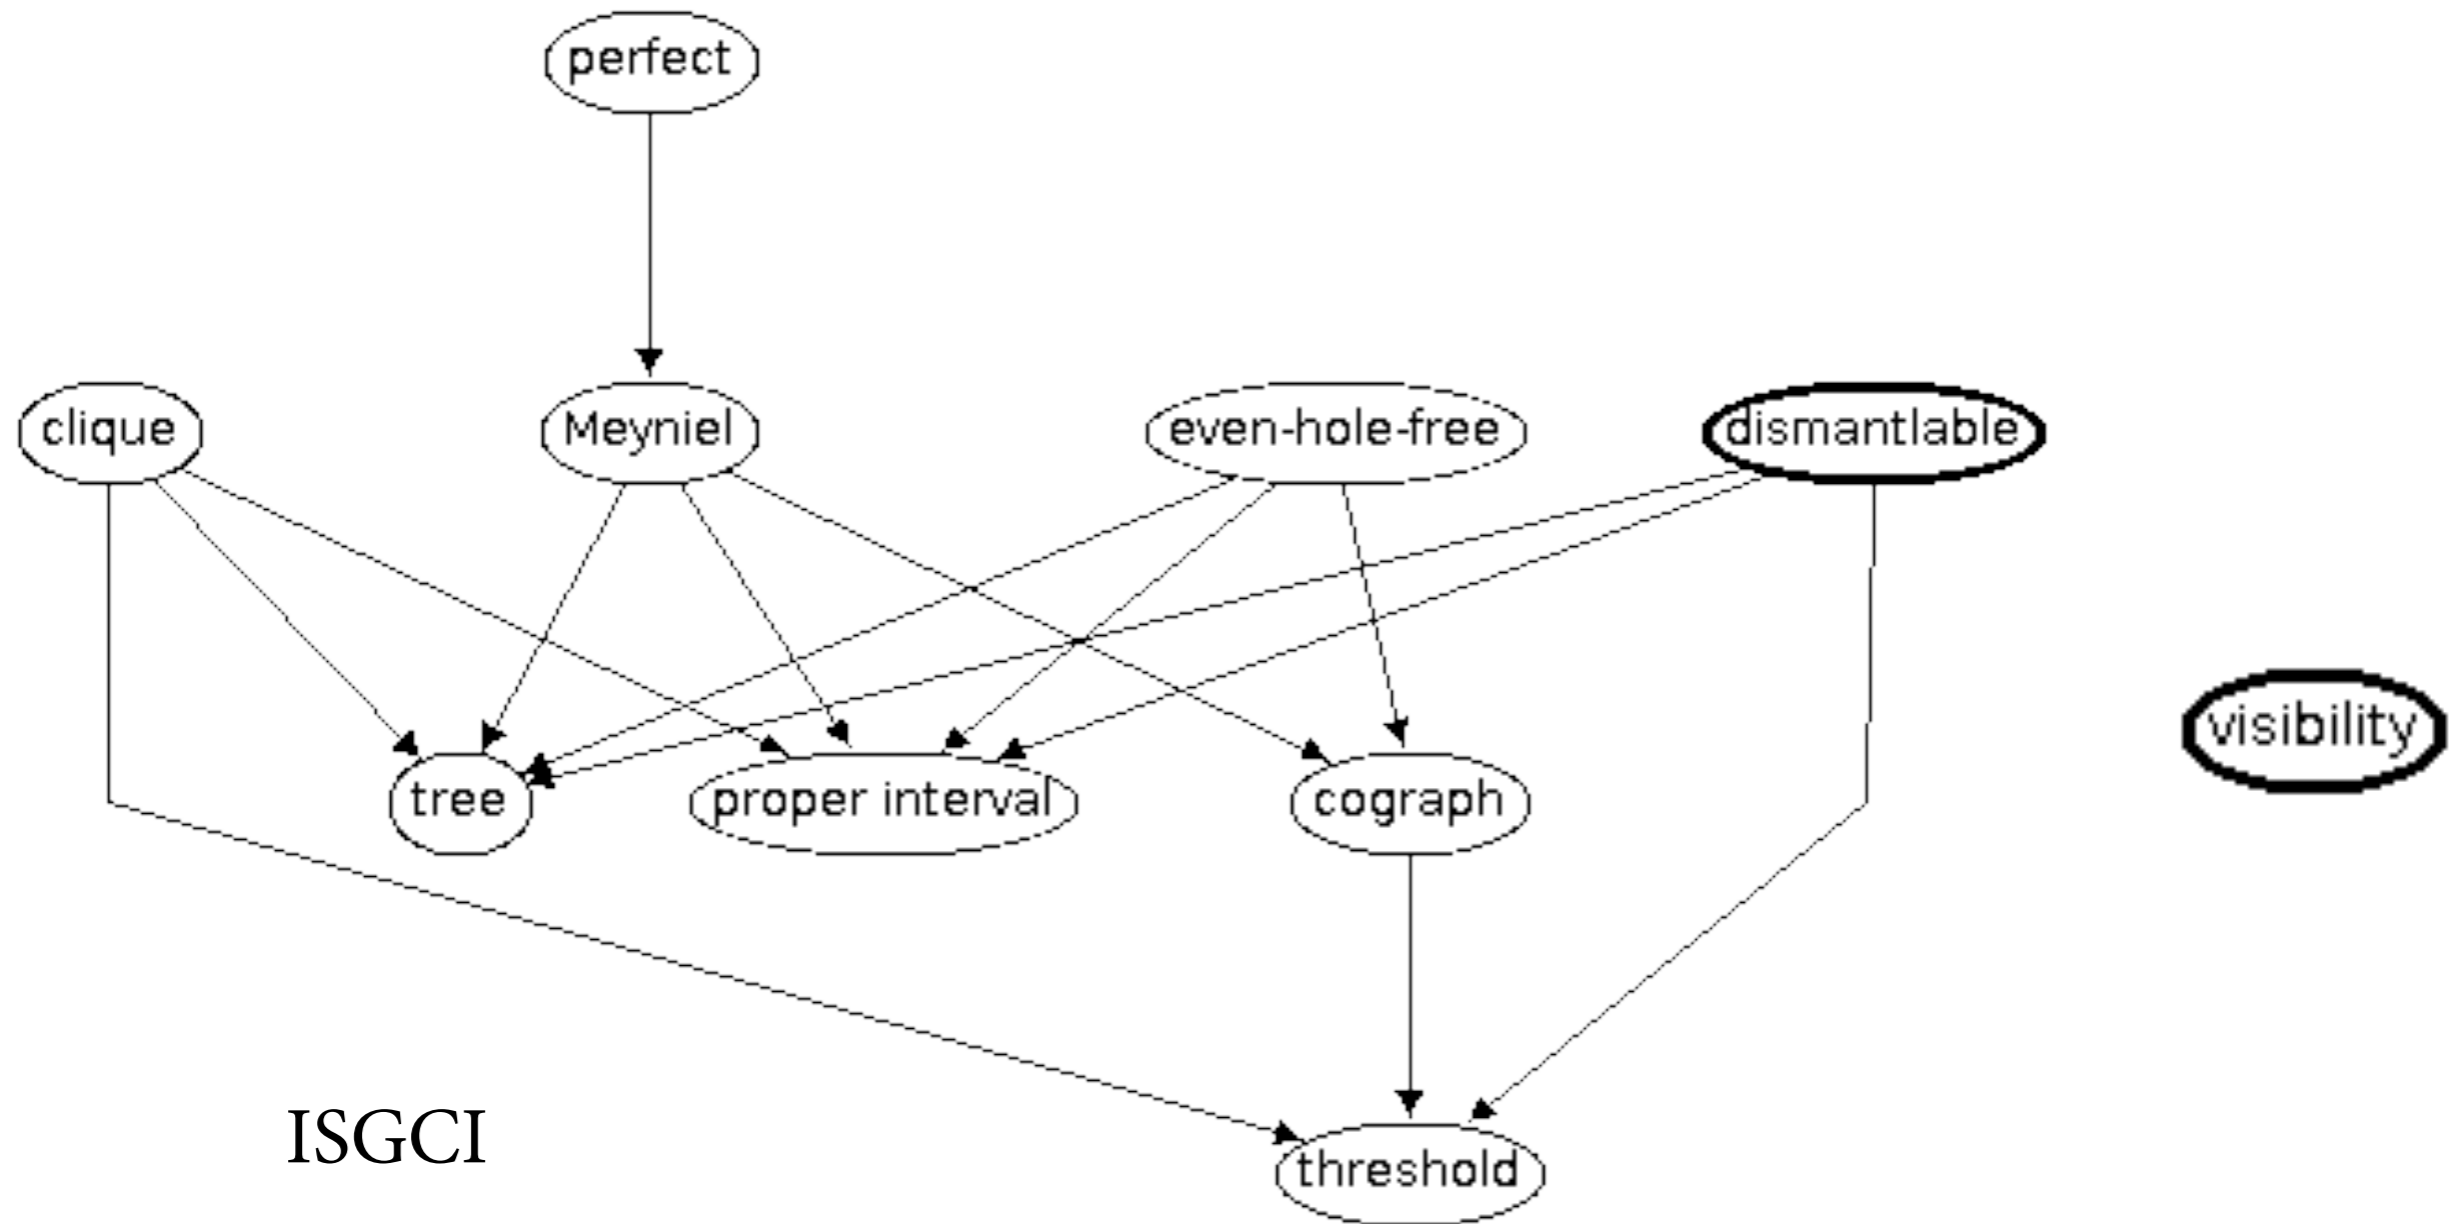 perfect
clique
Meyniel
even-hole-free
dismantlable
visibility
tree
proper interval
cograph
ISGCI
threshold